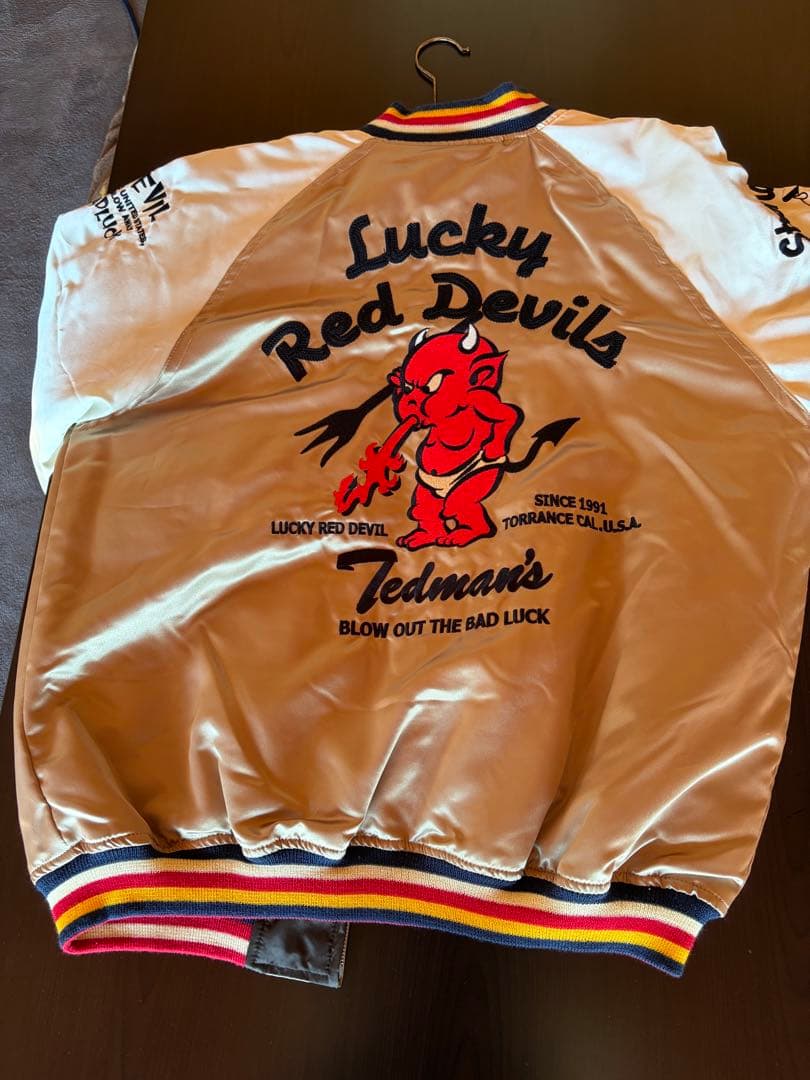 Lucky
Red Devils
LUCKY RED DEVIL
SINCE 1991
TORRANCE CAL.U.S.A.
Tedman's
BLOW OUT THE BAD LUCK